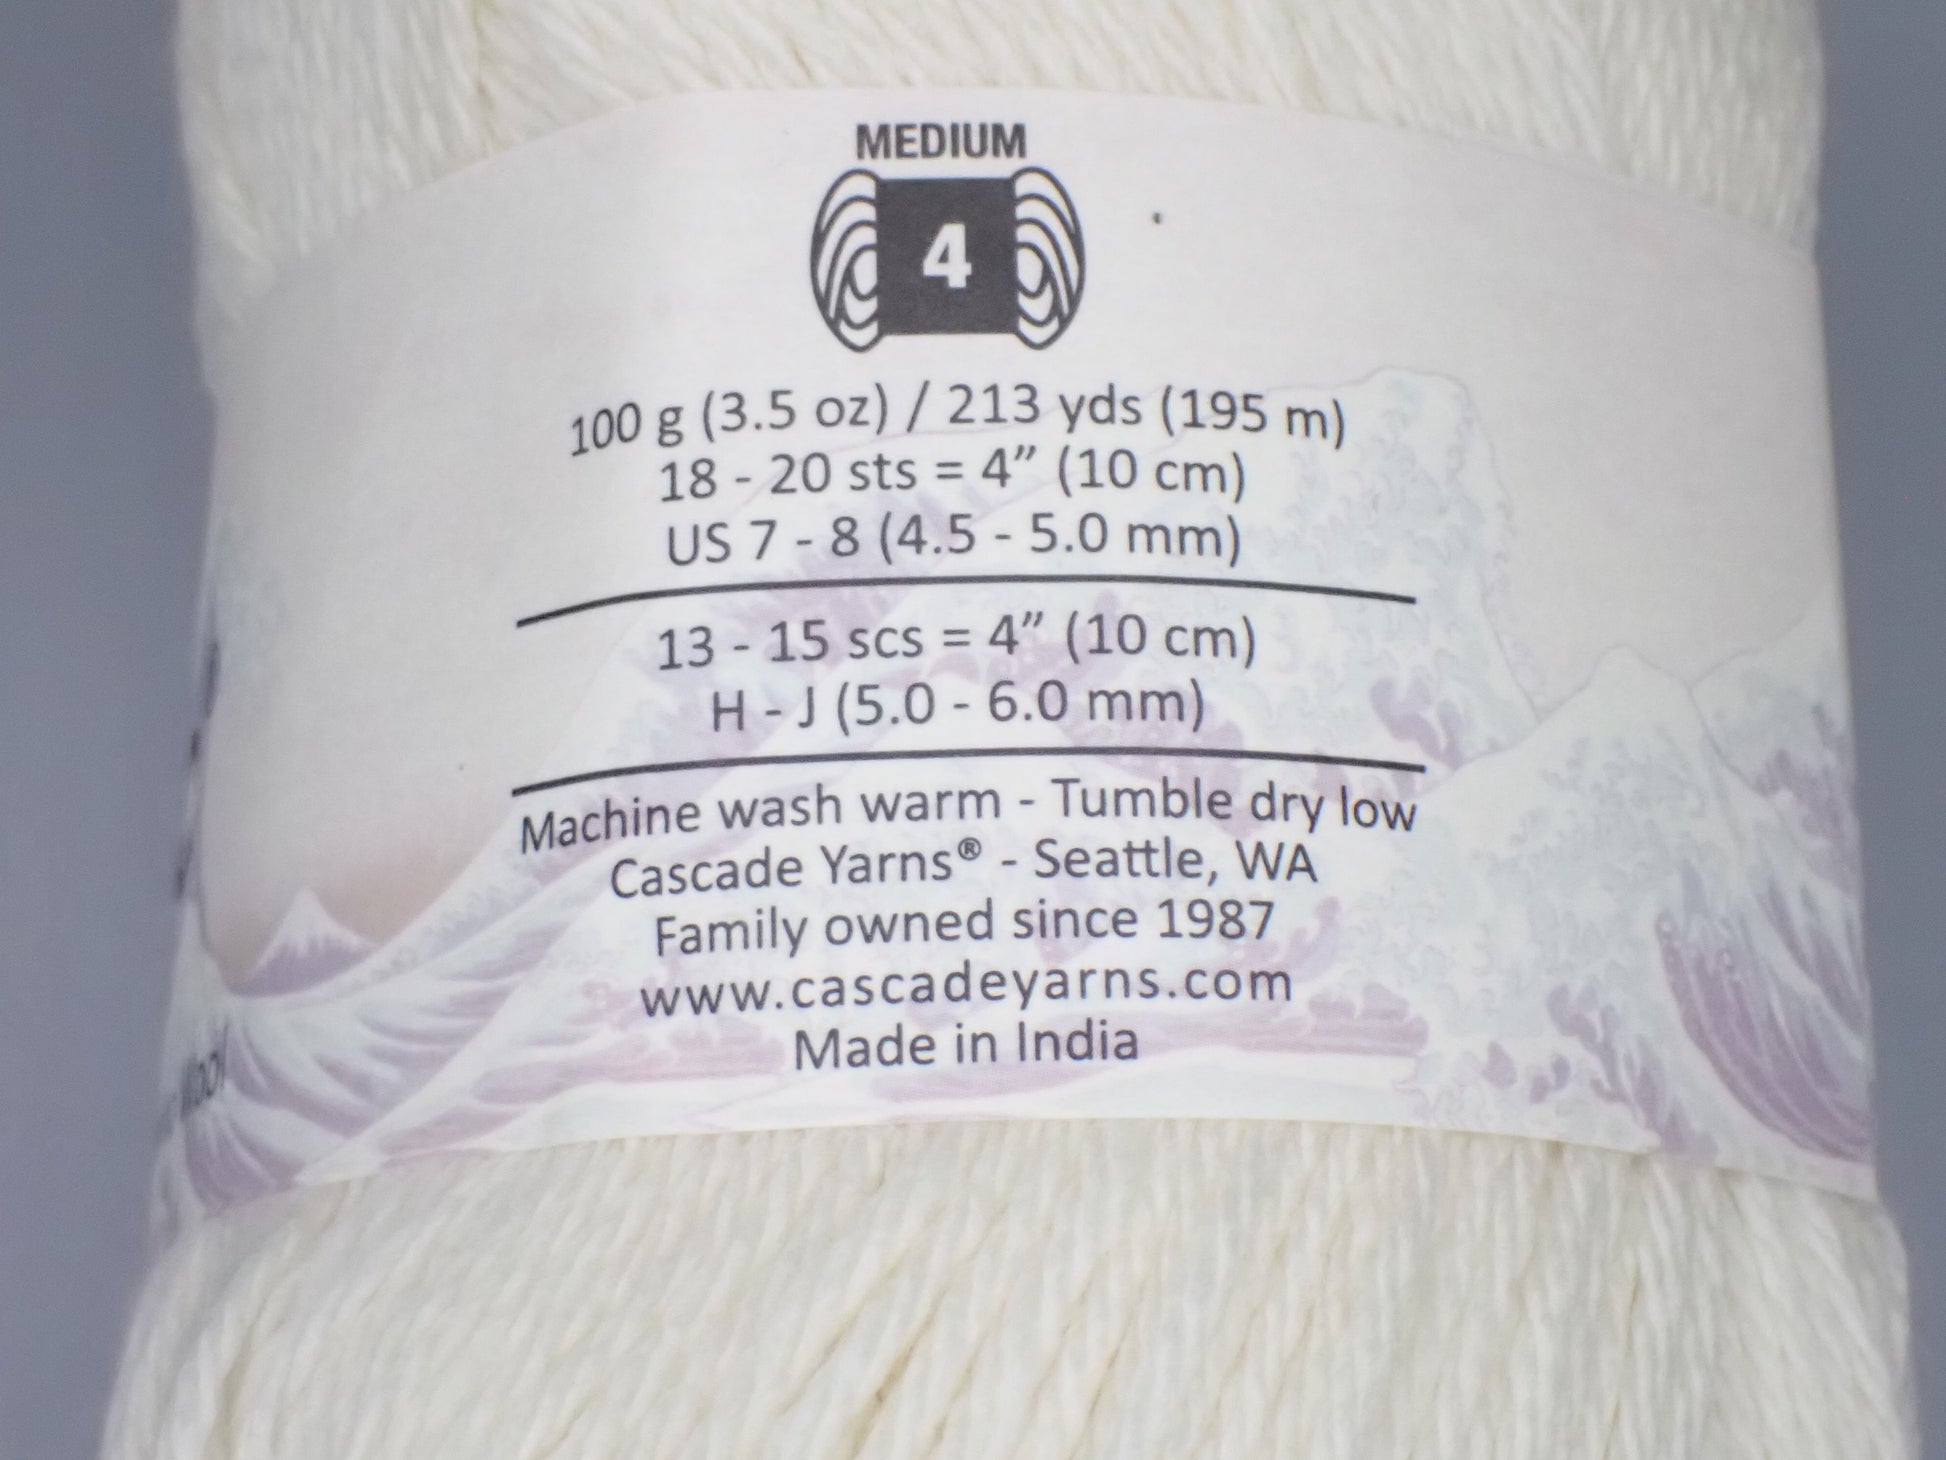 MEDIUM
4
100 g (3.5 oz) / 213 yds (195 m)
18 - 20 sts = 4” (10 cm)
US 7 - 8 (4.5 - 5.0 mm)
13 - 15 scs = 4” (10 cm)
H - J (5.0 - 6.0 mm)
Machine wash warm - Tumble dry low
Cascade Yarns® - Seattle, WA
Family owned since 1987
www.cascadeyarns.com
Made in India